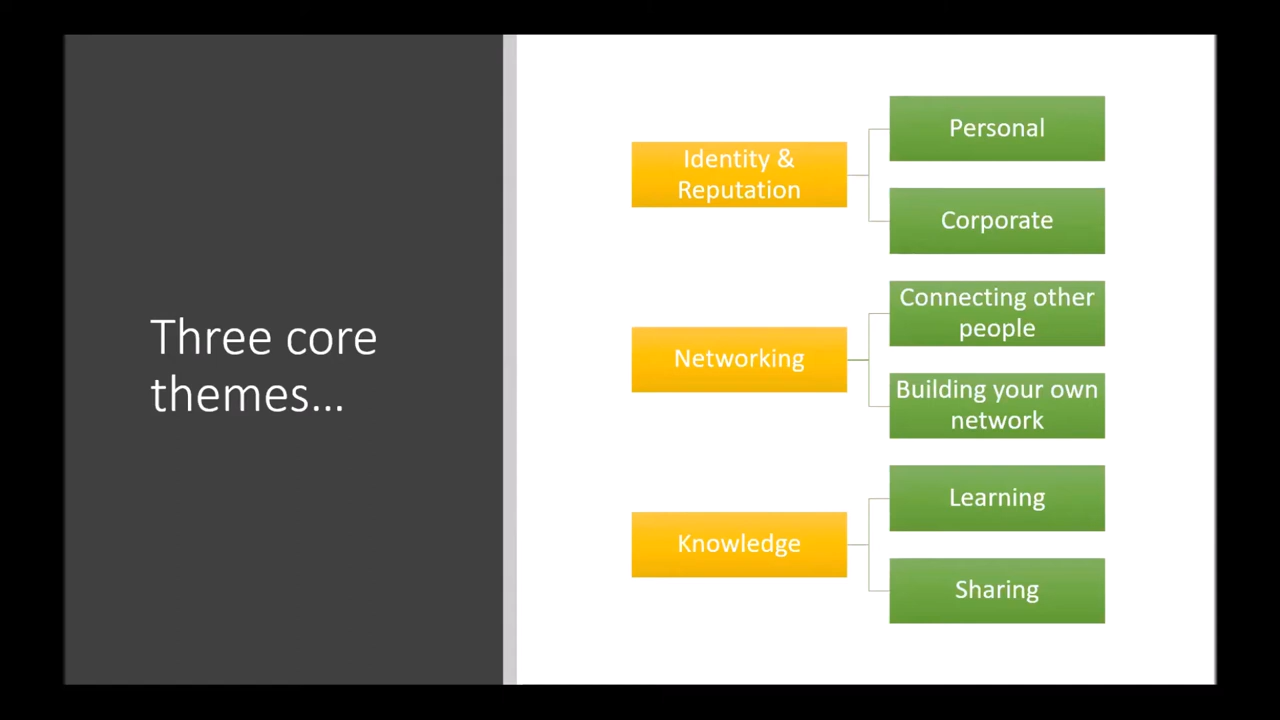 Three core
themes…
Identity &
Reputation
Personal
Corporate
Networking
Connecting other
people
Building your own
network
Knowledge
Learning
Sharing